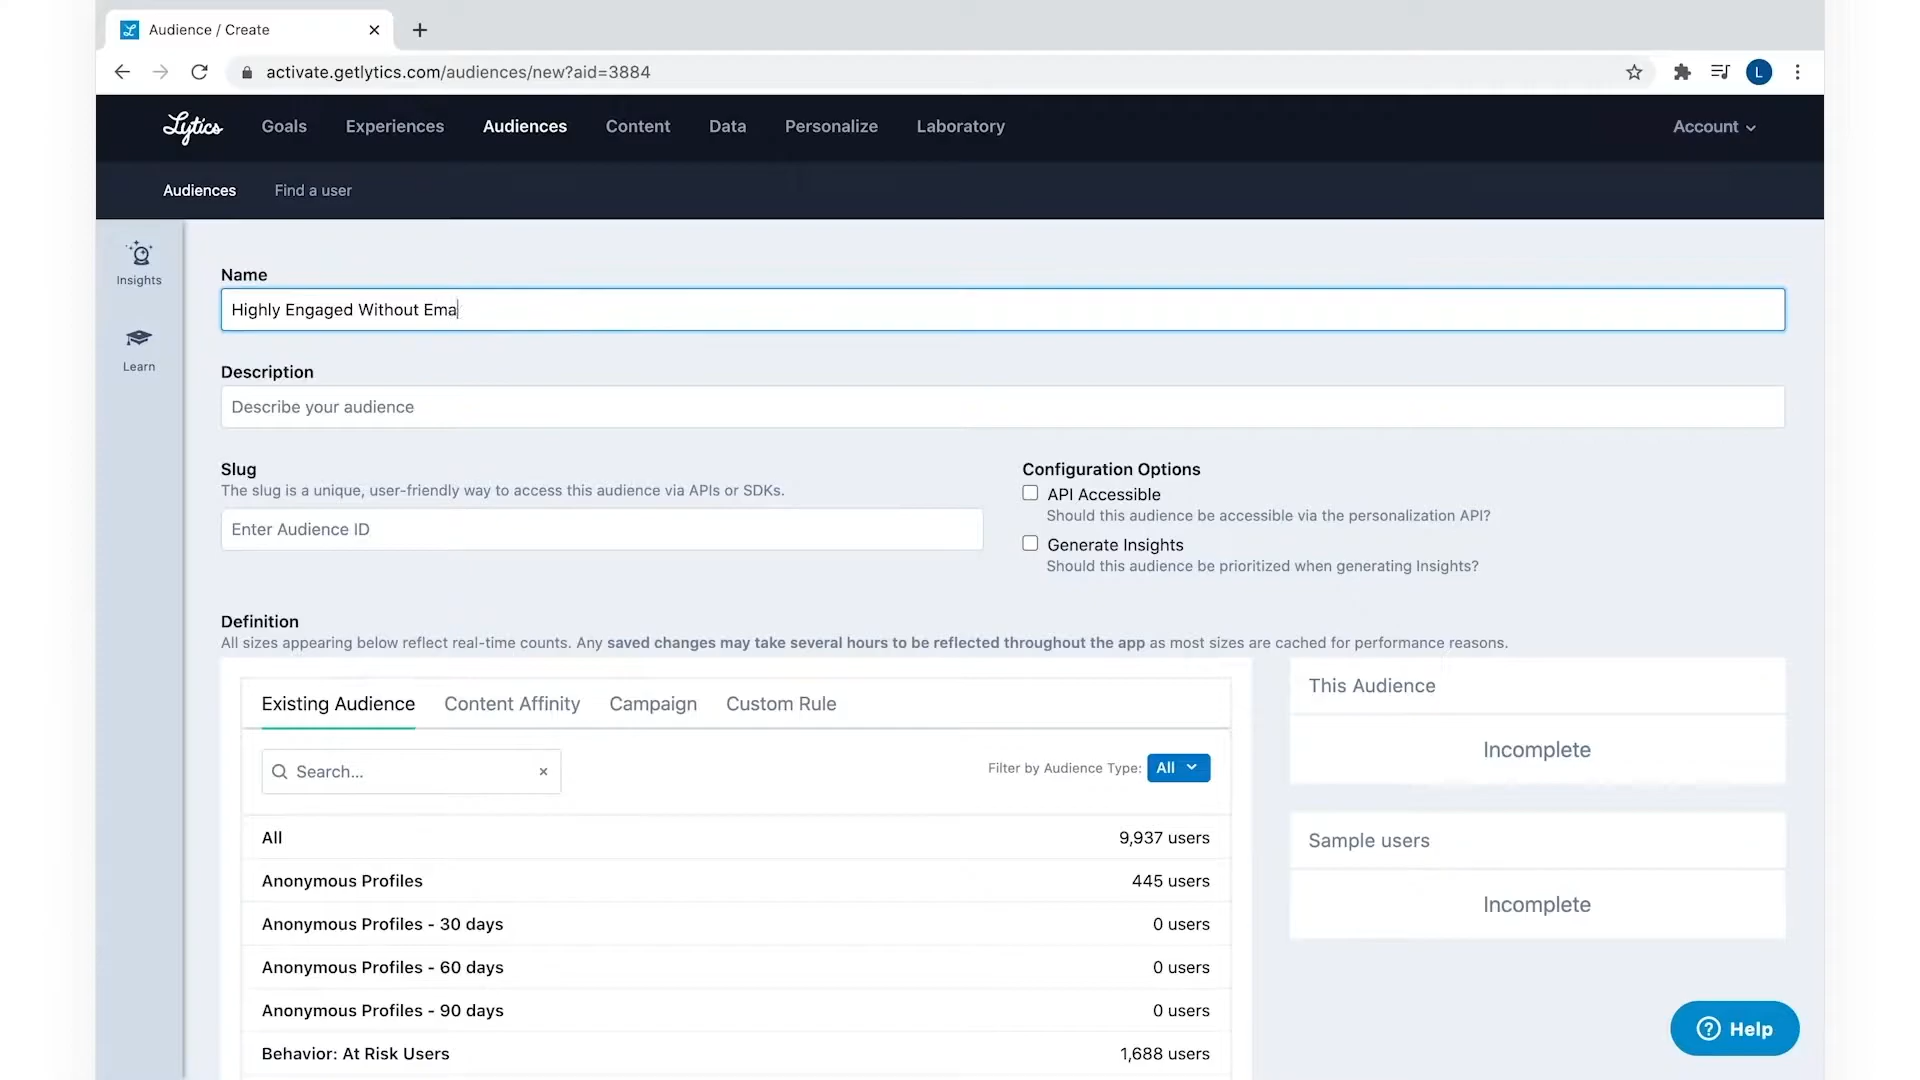 Audience / Create
activate.getlytics.com/audiences/new?aid=3884
L
Lytics
Goals
Experiences
Audiences
Content
Data
Personalize
Laboratory
Account
Audiences
Find a user
Insights
Learn
Name
Highly Engaged Without Ema
Description
Describe your audience
Slug
The slug is a unique, user-friendly way to access this audience via APIs or SDKs.
Enter Audience ID
Configuration Options
API Accessible
Should this audience be accessible via the personalization API?
Generate Insights
Should this audience be prioritized when generating Insights?
Definition
All sizes appearing below reflect real-time counts. Any saved changes may take several hours to be reflected throughout the app as most sizes are cached for performance reasons.
Existing Audience
Content Affinity
Campaign
Custom Rule
Search...
Filter by Audience Type:
All
All 9,937 users
Anonymous Profiles 445 users
Anonymous Profiles - 30 days 0 users
Anonymous Profiles - 60 days 0 users
Anonymous Profiles - 90 days 0 users
Behavior: At Risk Users 1,688 users
This Audience
Incomplete
Sample users
Incomplete
Help